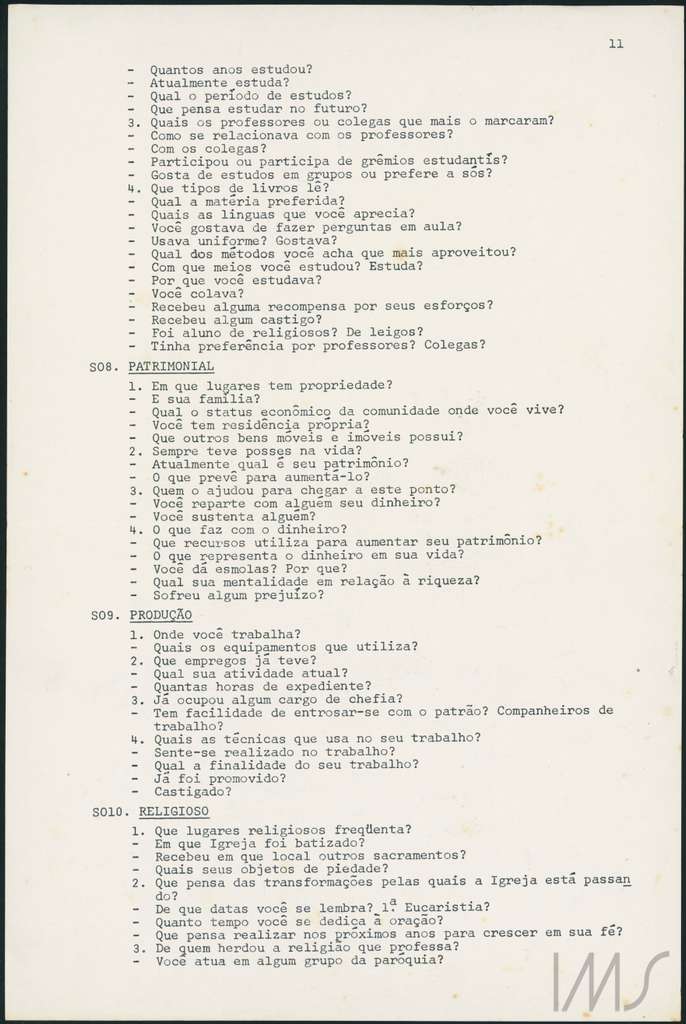 11
- Quantos anos estudou?
- Atualmente estuda?
- Qual o período de estudos?
- Que pensa estudar no futuro?
3. Quais os professores ou colegas que mais o marcaram?
- Como se relacionava com os professores?
- Com os colegas?
- Participou ou participa de grêmios estudantís?
- Gosta de estudos em grupos ou prefere a sós?
4. Que tipos de livros lê?
- Qual a matéria preferida?
- Quais as linguas que você aprecia?
- Você gostava de fazer perguntas em aula?
- Usava uniforme? Gostava?
- Qual dos métodos você acha que mais aproveitou?
- Com que meios você estudou? Estuda?
- Por que você estudava?
- Você colava?
- Recebeu alguma recompensa por seus esforços?
- Recebeu algum castigo?
- Foi aluno de religiosos? De leigos?
- Tinha preferência por professores? Colegas?
S08. PATRIMONIAL
1. Em que lugares tem propriedade?
- E sua família?
- Qual o status econômico da comunidade onde você vive?
- Você tem residência própria?
- Que outros bens móveis e imóveis possui?
2. Sempre teve posses na vida?
- Atualmente qual é seu patrimônio?
- O que prevê para aumentá-lo?
3. Quem o ajudou para chegar a este ponto?
- Você reparte com alguém seu dinheiro?
- Você sustenta alguém?
4. O que faz com o dinheiro?
- Que recursos utiliza para aumentar seu patrimônio?
- O que representa o dinheiro em sua vida?
- Você dá esmolas? Por que?
- Qual sua mentalidade em relação à riqueza?
- Sofreu algum prejuízo?
S09. PRODUÇÃO
1. Onde você trabalha?
- Quais os equipamentos que utiliza?
2. Que empregos já teve?
- Qual sua atividade atual?
- Quantas horas de expediente?
3. Já ocupou algum cargo de chefia?
- Tem facilidade de entrosar-se com o patrão? Companheiros de
trabalho?
4. Quais as técnicas que usa no seu trabalho?
- Sente-se realizado no trabalho?
- Qual a finalidade do seu trabalho?
- Já foi promovido?
- Castigado?
S010. RELIGIOSO
1. Que lugares religiosos freqüenta?
- Em que Igreja foi batizado?
- Recebeu em que local outros sacramentos?
- Quais seus objetos de piedade?
2. Que pensa das transformações pelas quais a Igreja está passan
do?
- De que datas você se lembra? 1ª Eucaristia?
- Quanto tempo você se dedica à oração?
- Que pensa realizar nos próximos anos para crescer em sua fé?
3. De quem herdou a religião que professa?
- Você atua em algum grupo da paróquia?
IMS